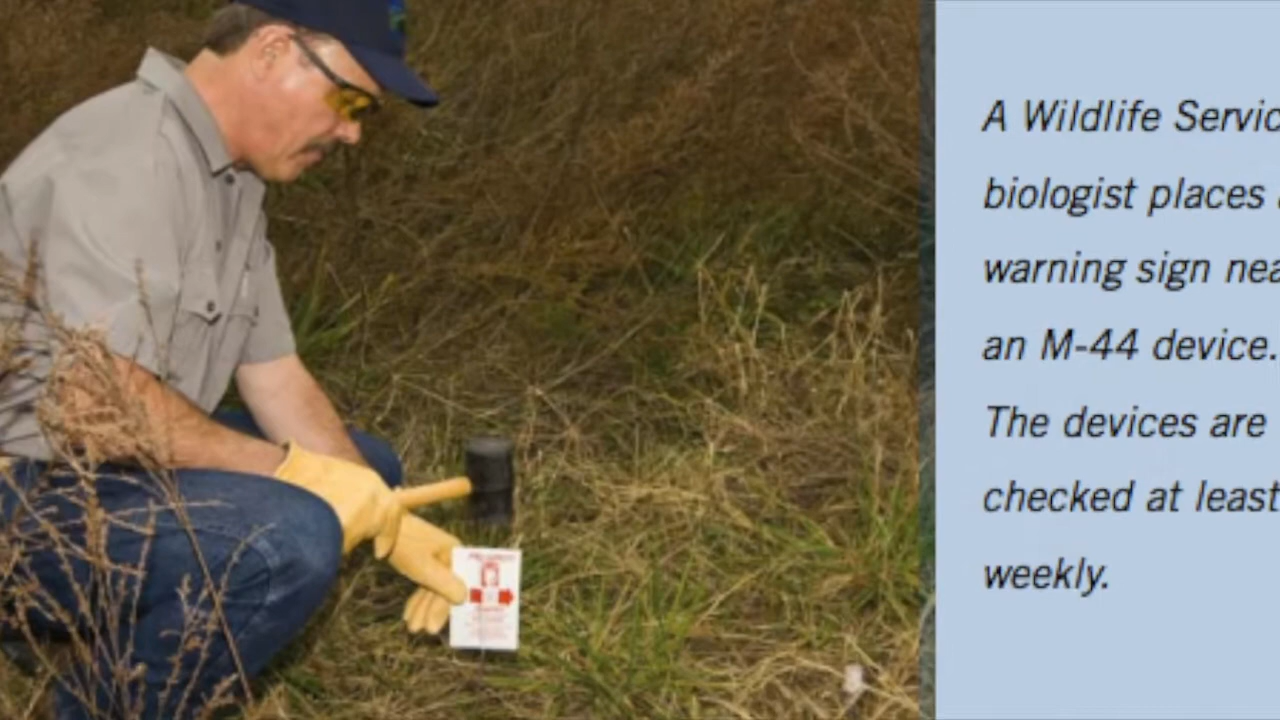 A Wildlife Servic
biologist places
warning sign nea
an M-44 device.
The devices are
checked at least
weekly.